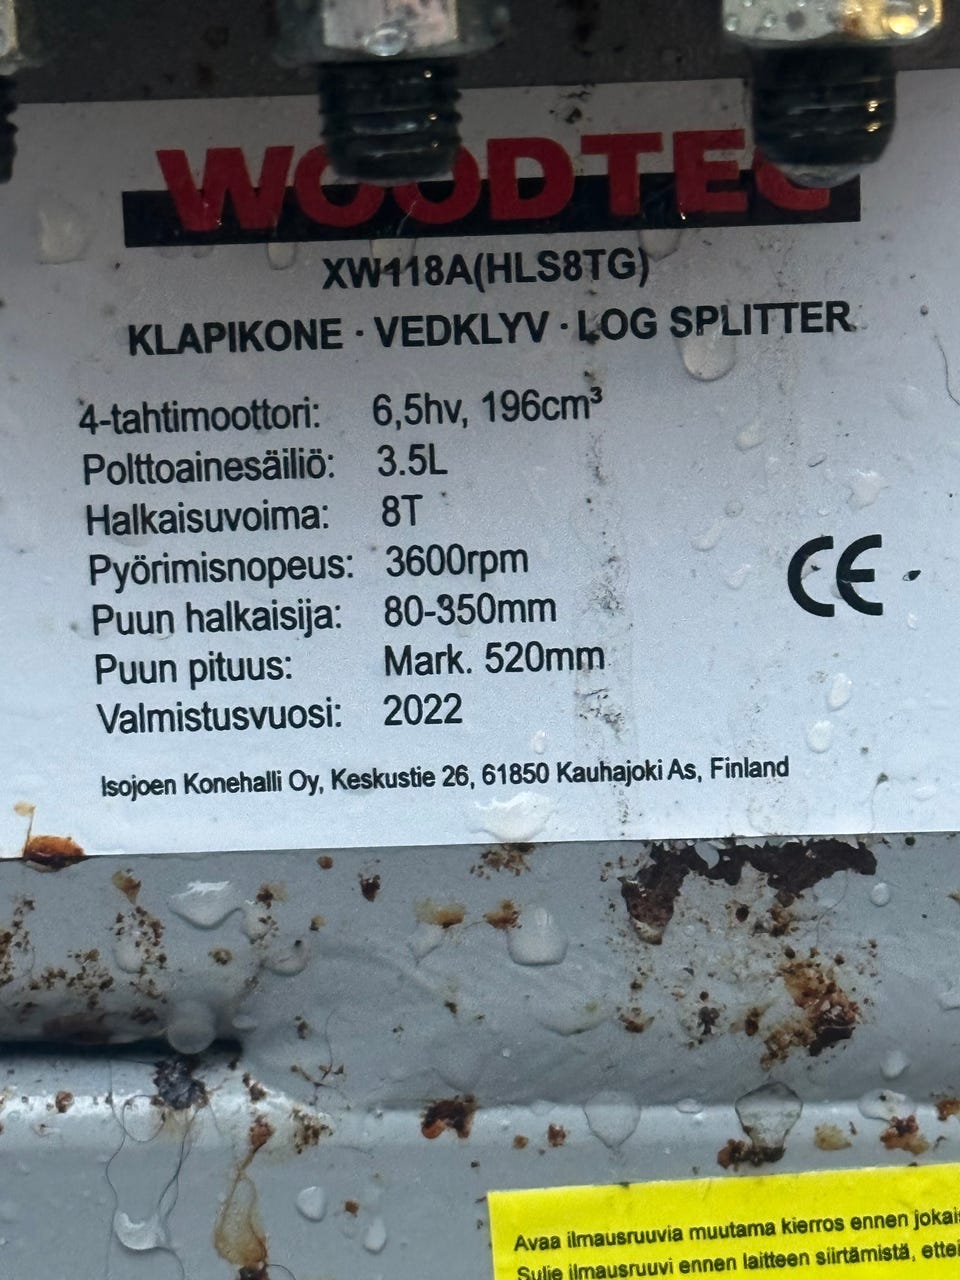 WOODTEC
XW118A(HLS8TG)
KLAPIKONE · VEDKLYV · LOG SPLITTER
4-tahtimoottori: 6,5hv, 196cm³
Polttoainesäiliö: 3.5L
Halkaisuvoima: 8T
Pyörimisnopeus: 3600rpm
Puun halkaisija: 80-350mm
Puun pituus: Mark. 520mm
Valmistusvuosi: 2022
CE
Isojoen Konehalli Oy, Keskustie 26, 61850 Kauhajoki As, Finland
Avaa ilmausruuvia muutama kierros ennen
Sulje ilmausruuvi ennen laitteen siirtämistä,